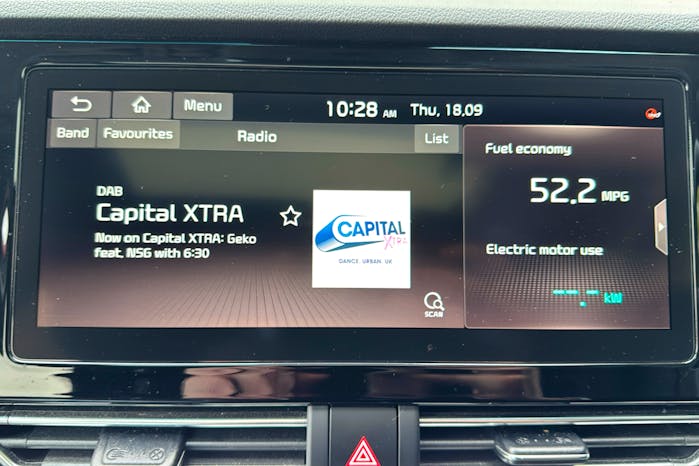 Menu
10:28 AM Thu, 18.09
Band Favourites Radio List
DAB
Capital XTRA
Now on Capital XTRA: Geko
feat. NSG with 6:30
CAPITAL
XTRA
DANCE. URBAN. UK
SCAN
Fuel economy
52.2 MPG
Electric motor use
--.- kW